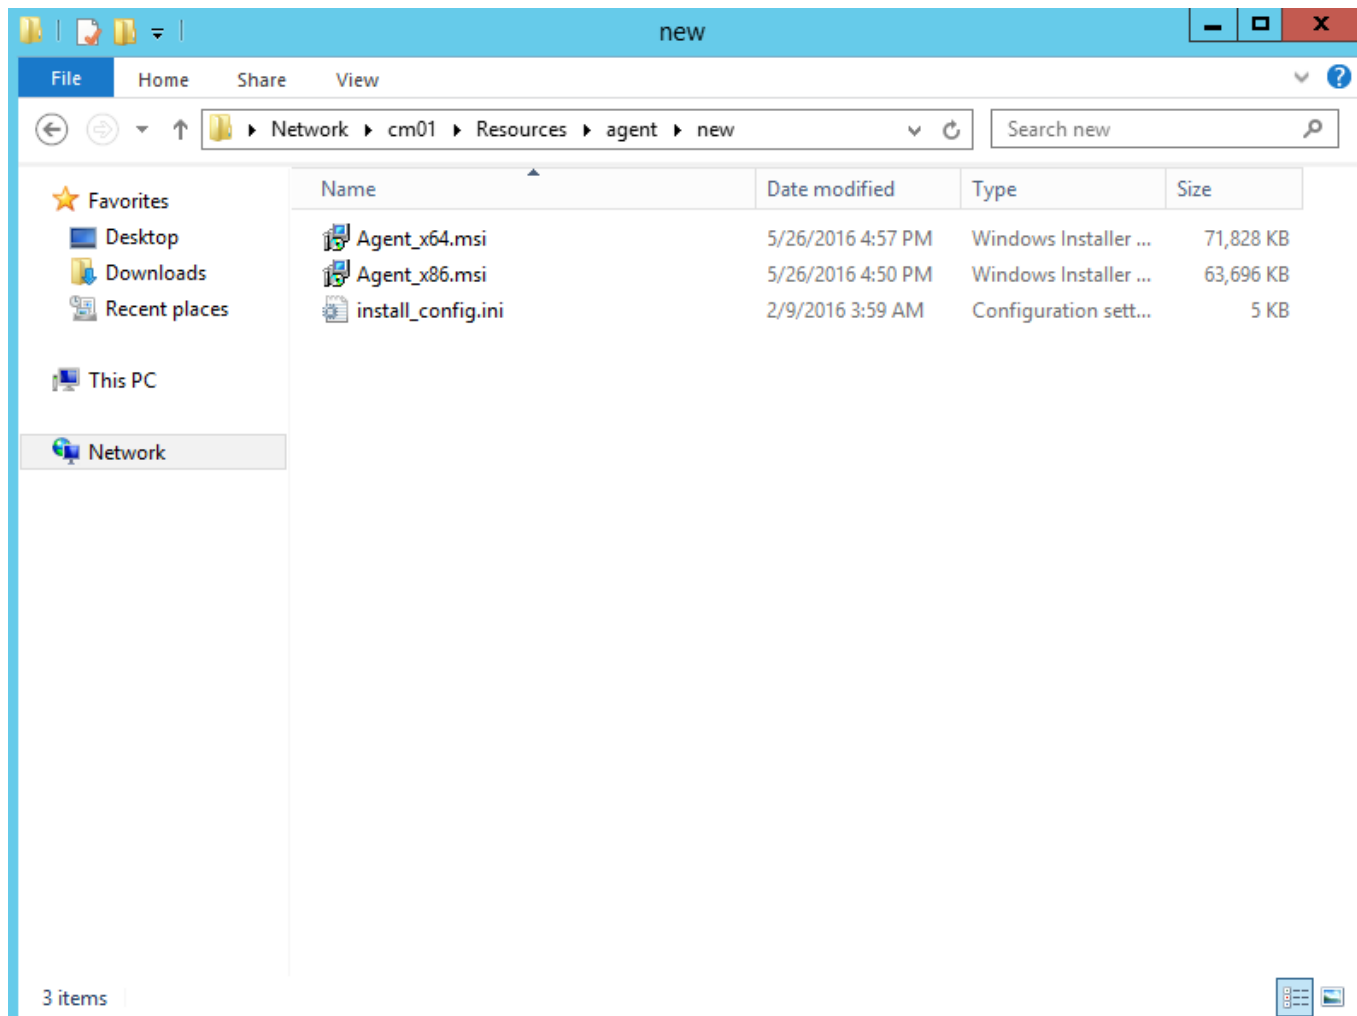 new
File Home Share View
Network cm01 Resources agent new Search new
Favorites
Desktop
Downloads
Recent places
This PC
Network
Name Date modified Type Size
Agent_x64.msi 5/26/2016 4:57 PM Windows Installer ... 71,828 KB
Agent_x86.msi 5/26/2016 4:50 PM Windows Installer ... 63,696 KB
install_config.ini 2/9/2016 3:59 AM Configuration sett... 5 KB
3 items